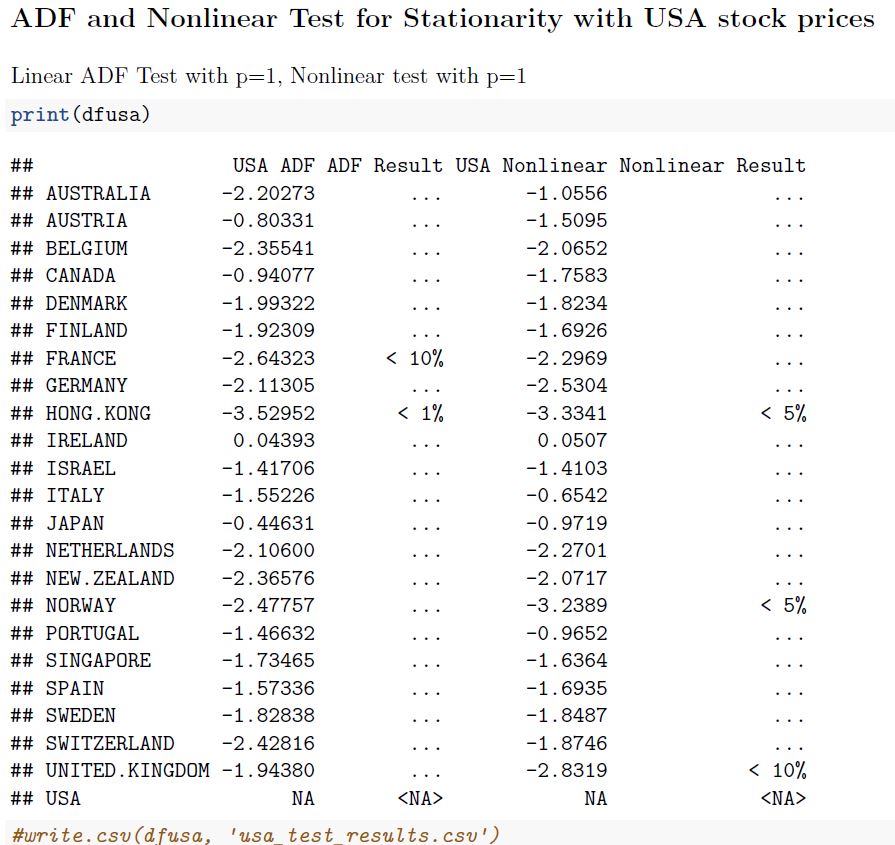 ADF and Nonlinear Test for Stationarity with USA stock prices
Linear ADF Test with p=1, Nonlinear test with p=1
print(dfusa)
## USA ADF ADF Result USA Nonlinear Nonlinear Result
## AUSTRALIA -2.20273 ... -1.0556 ...
## AUSTRIA -0.80331 ... -1.5095 ...
## BELGIUM -2.35541 ... -2.0652 ...
## CANADA -0.94077 ... -1.7583 ...
## DENMARK -1.99322 ... -1.8234 ...
## FINLAND -1.92309 ... -1.6926 ...
## FRANCE -2.64323 < 10% -2.2969 ...
## GERMANY -2.11305 ... -2.5304 ...
## HONG.KONG -3.52952 < 1% -3.3341 < 5%
## IRELAND 0.04393 ... 0.0507 ...
## ISRAEL -1.41706 ... -1.4103 ...
## ITALY -1.55226 ... -0.6542 ...
## JAPAN -0.44631 ... -0.9719 ...
## NETHERLANDS -2.10600 ... -2.2701 ...
## NEW.ZEALAND -2.36576 ... -2.0717 ...
## NORWAY -2.47757 ... -3.2389 < 5%
## PORTUGAL -1.46632 ... -0.9652 ...
## SINGAPORE -1.73465 ... -1.6364 ...
## SPAIN -1.57336 ... -1.6935 ...
## SWEDEN -1.82838 ... -1.8487 ...
## SWITZERLAND -2.42816 ... -1.8746 ...
## UNITED.KINGDOM -1.94380 ... -2.8319 < 10%
## USA NA <NA> NA <NA>
#write.csv(dfusa, 'usa_test_results.csv')